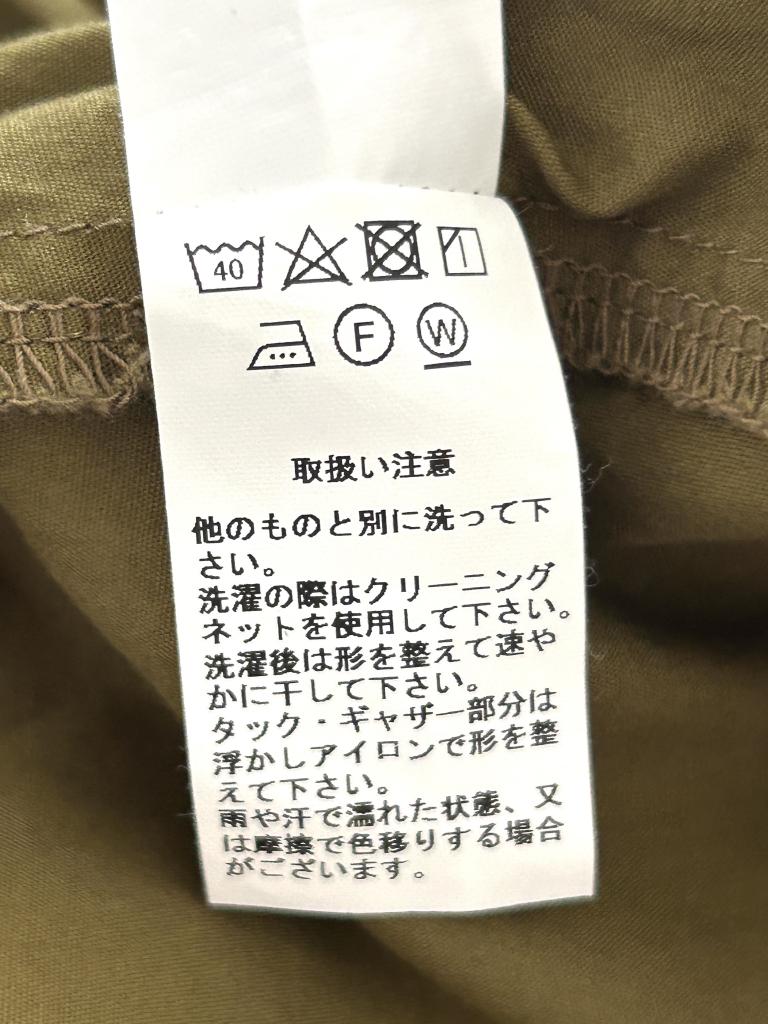 40
F
W
取扱い注意
他のものと別に洗って下
さい。
洗濯の際はクリーニング
ネットを使用して下さい。
洗濯後は形を整えて速や
かに干して下さい。
タック・ギャザー部分は
浮かしアイロンで形を整
えて下さい。
雨や汗で濡れた状態、又
は摩擦で色移りする場合
がございます。